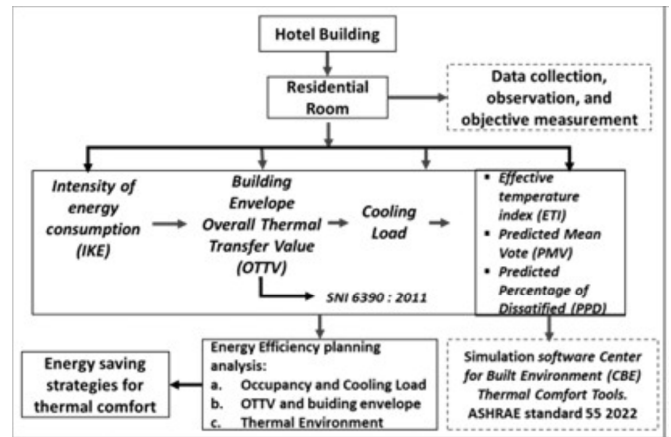 Hotel Building
Residential
Room
Data collection,
observation, and
objective measurement
Intensity of
energy
consumption
(IKE)
Building
Envelope
Overall Thermal
Transfer Value
(OTTV)
Cooling
Load
▪ Effective
temperature
index (ETI)
▪ Predicted Mean
Vote (PMV)
▪ Predicted
Percentage of
Dissatified (PPD)
SNI 6390 : 2011
Energy saving
strategies for
thermal comfort
Energy Efficiency planning
analysis:
a. Occupancy and Cooling Load
b. OTTV and buiding envelope
c. Thermal Environment
Simulation software Center
for Built Environment (CBE)
Thermal Comfort Tools.
ASHRAE standard 55 2022